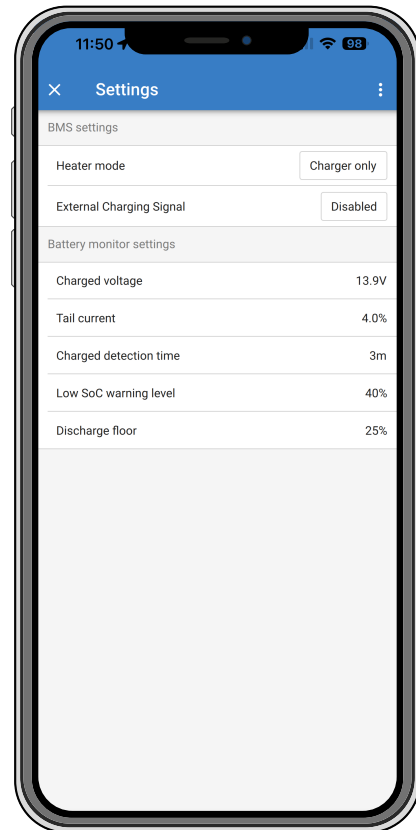 11:50 98
Settings
BMS settings
Heater mode Charger only
External Charging Signal Disabled
Battery monitor settings
Charged voltage 13.9V
Tail current 4.0%
Charged detection time 3m
Low SoC warning level 40%
Discharge floor 25%